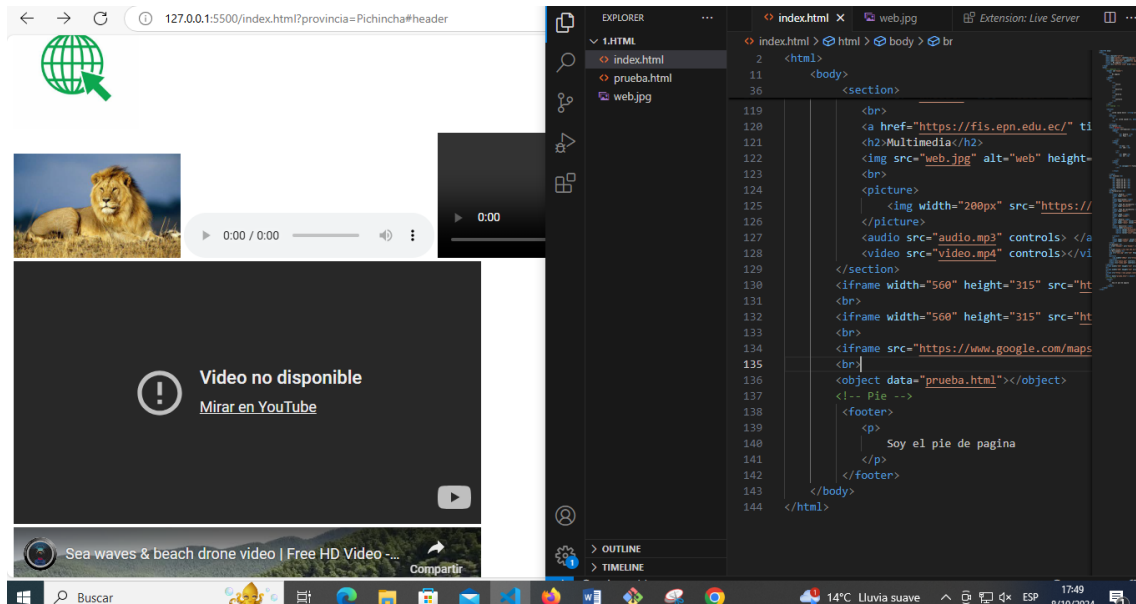 127.0.0.1:5500/index.html?provincia=Pichincha#header
0:00 / 0:00
0:00
Video no disponible
Mirar en YouTube
Sea waves & beach drone video | Free HD Video -...
Compartir
EXPLORER
1.HTML
index.html
prueba.html
web.jpg
OUTLINE
TIMELINE
index.html
web.jpg
Extension: Live Server
index.html > html > body > br
2 <html>
11 <body>
36 <section>
119 <br>
120 <a href="https://fis.epn.edu.ec/" ti
121 <h2>Multimedia</h2>
122 <img src="web.jpg" alt="web" height=
123 <br>
124 <picture>
125 <img width="200px" src="https://
126 </picture>
127 <audio src="audio.mp3" controls> </a
128 <video src="video.mp4" controls></vi
129 </section>
130 <iframe width="560" height="315" src="ht
131 <br>
132 <iframe width="560" height="315" src="ht
133 <br>
134 <iframe src="https://www.google.com/maps
135 <br>
136 <object data="prueba.html"></object>
137 <!-- Pie -->
138 <footer>
139 <p>
140 Soy el pie de pagina
141 </p>
142 </footer>
143 </body>
144 </html>
Buscar
14°C Lluvia suave
ESP
17:49
8/10/2024